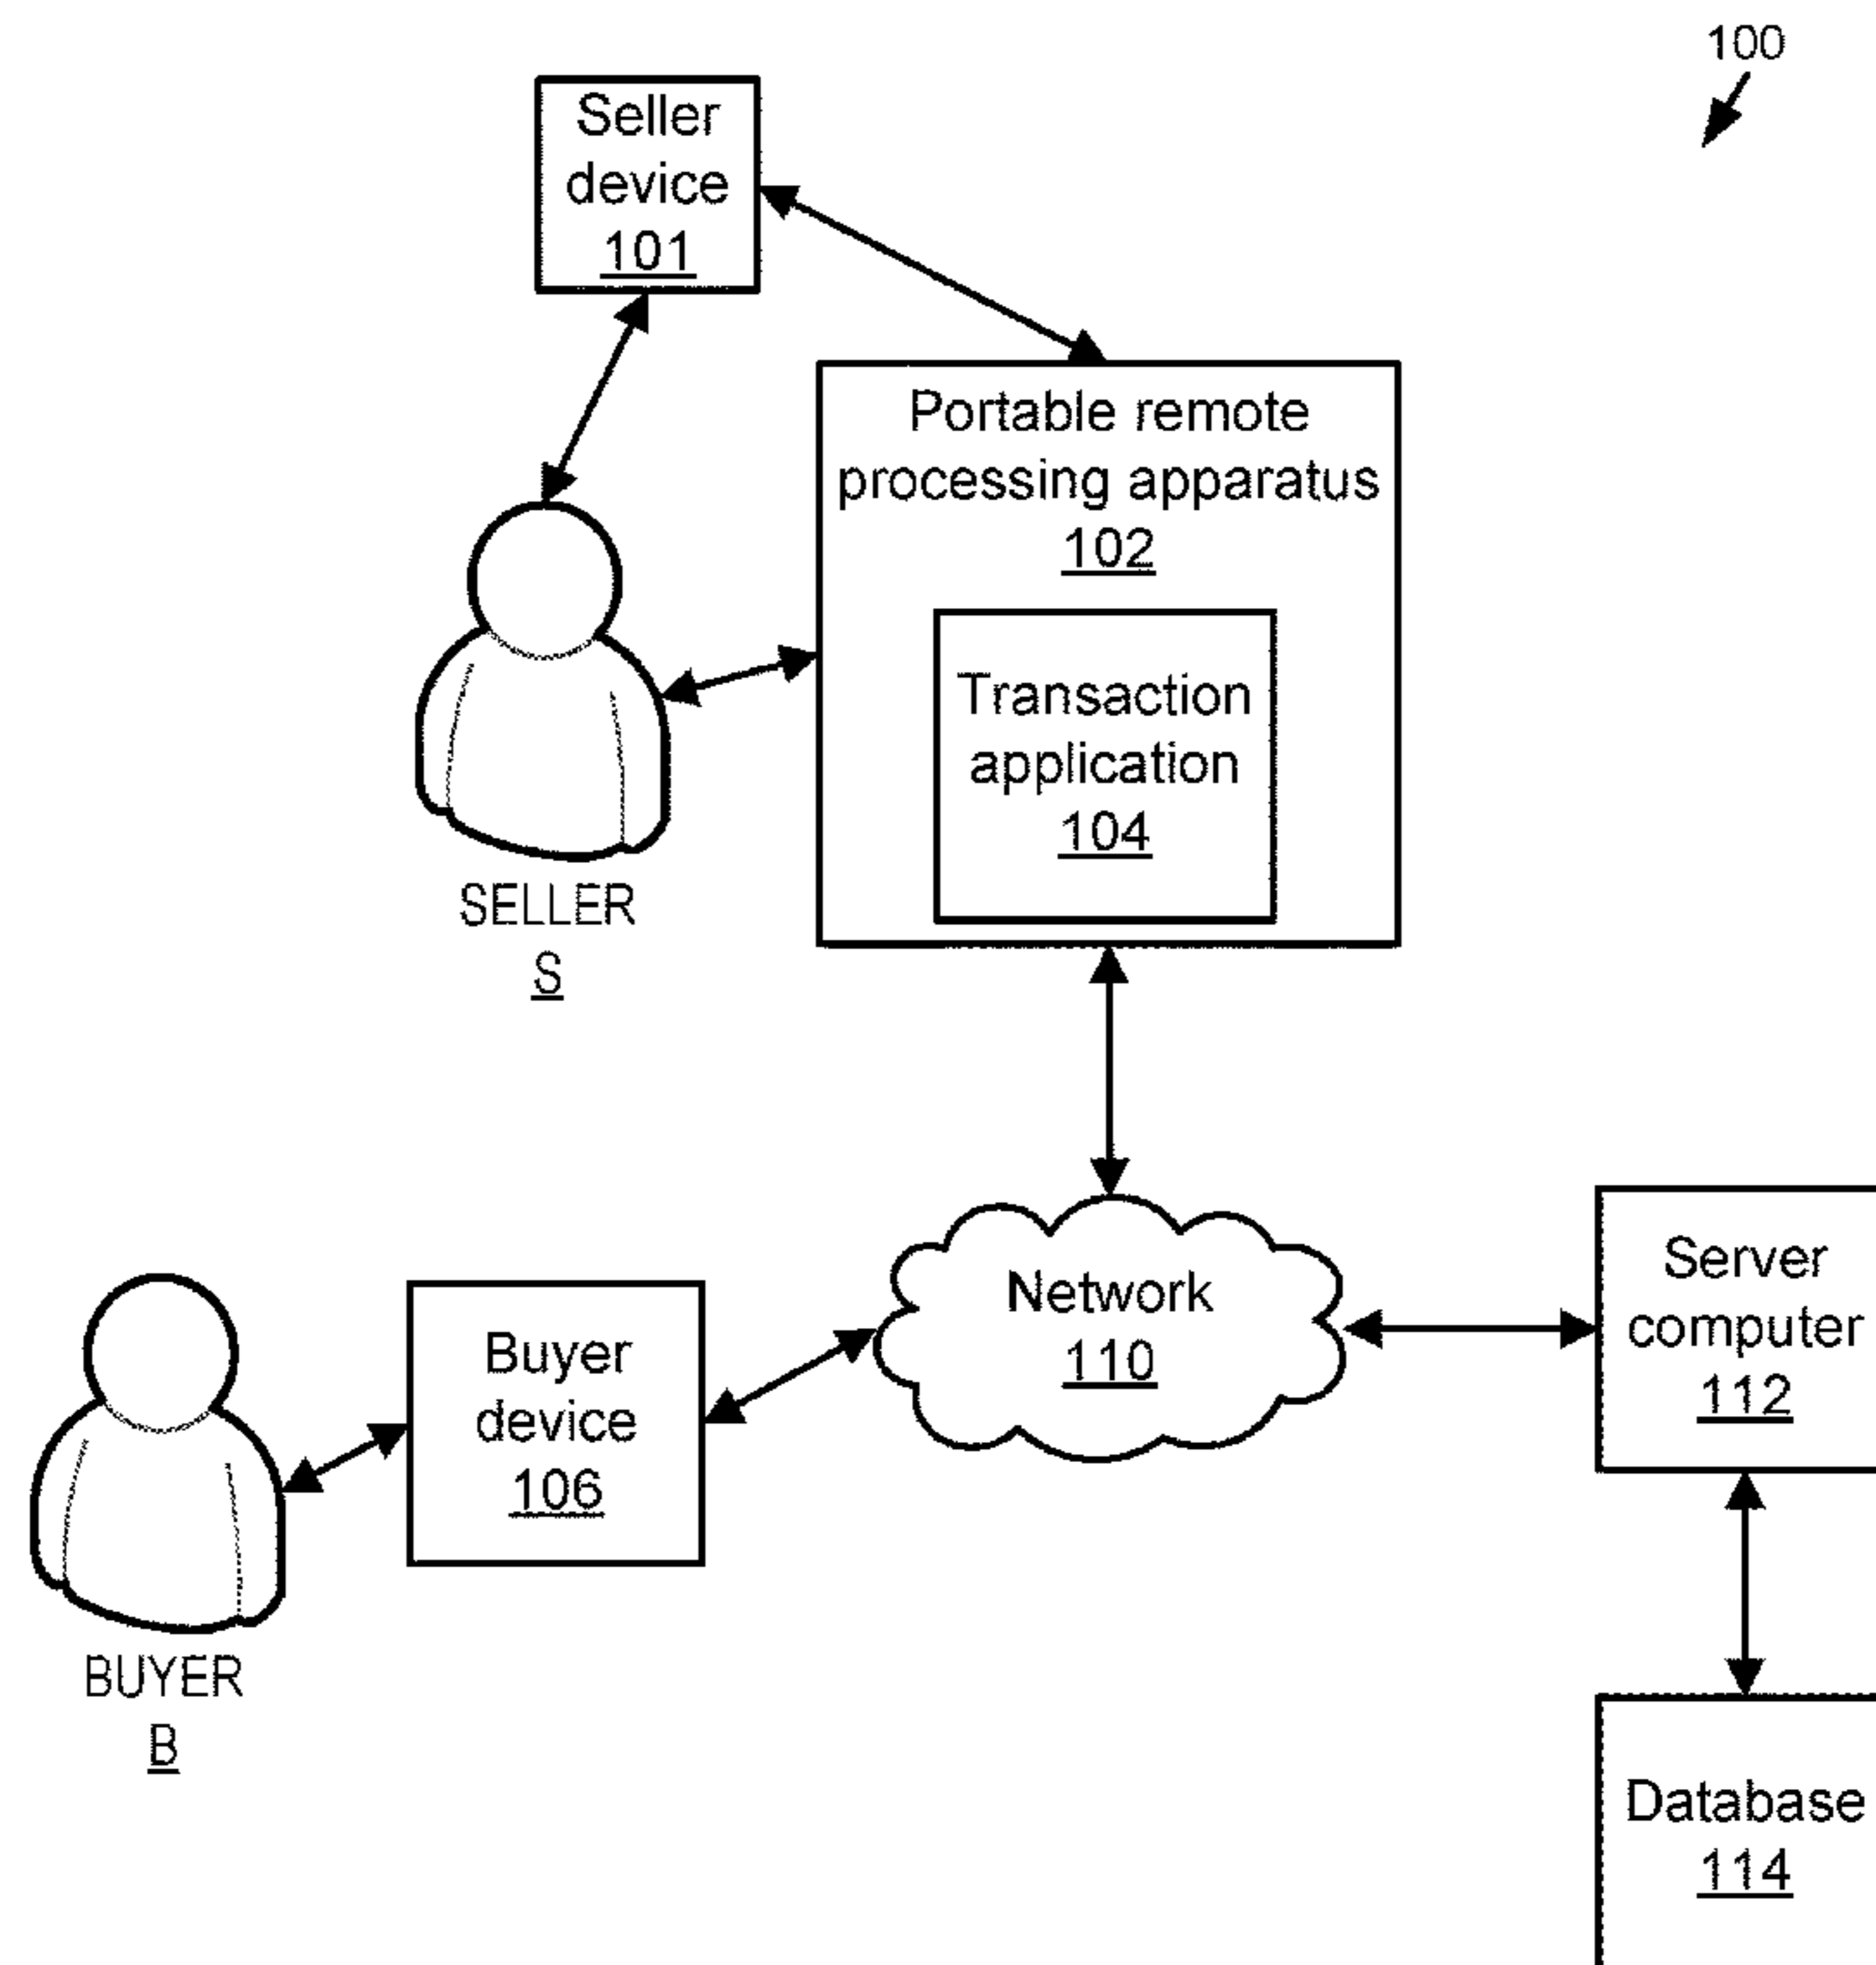 100
Seller
device
101
Portable remote
processing apparatus
102
Transaction
application
104
SELLER
S
Network
110
Server
computer
112
Buyer
device
106
BUYER
B
Database
114